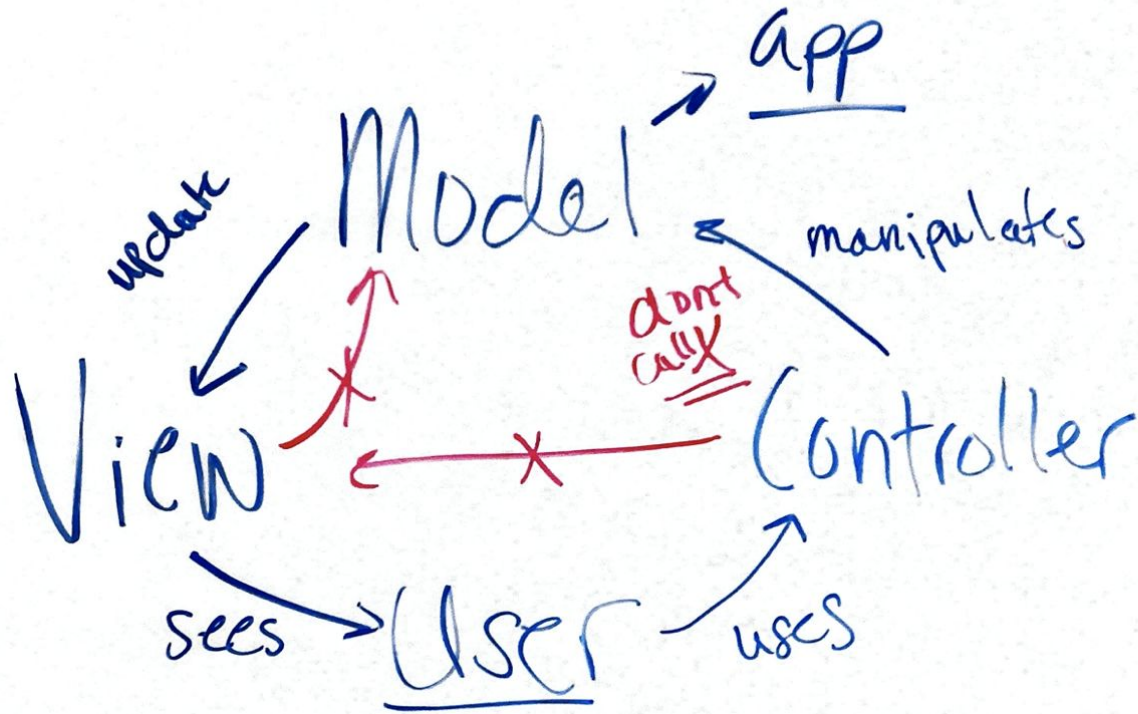 app
Model
update
manipulates
dont
call
View
Controller
sees
User
uses